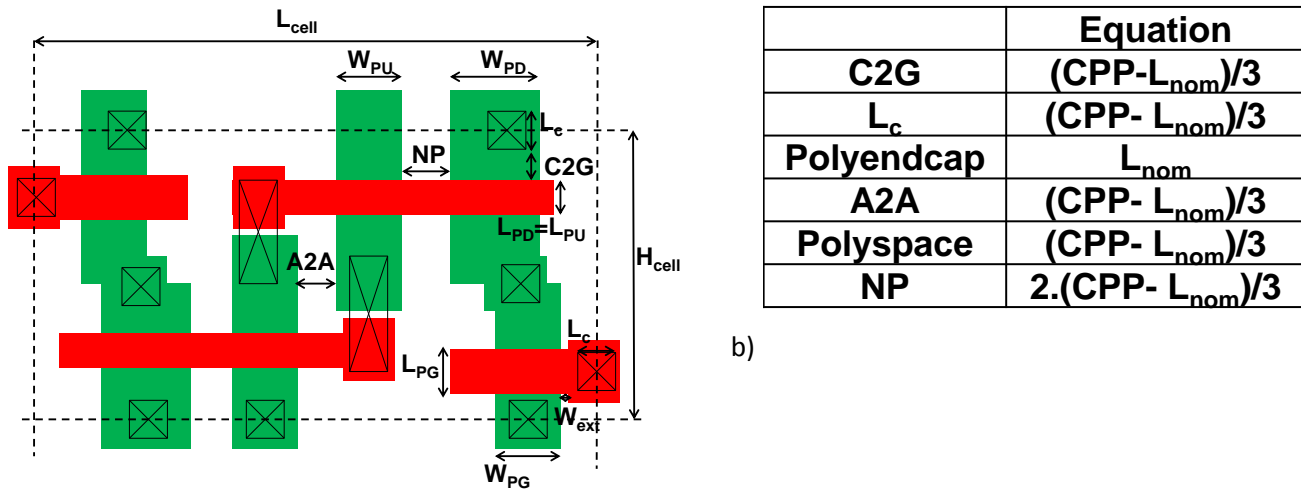 L_cell
W_PU
W_PD
L_c
NP
C2G
L_PD=L_PU
A2A
H_cell
L_c
L_PG
W_ext
W_PG
Equation
C2G (CPP-L_nom)/3
L_c (CPP- L_nom)/3
Polyendcap L_nom
A2A (CPP- L_nom)/3
Polyspace (CPP- L_nom)/3
NP 2.(CPP- L_nom)/3
b)